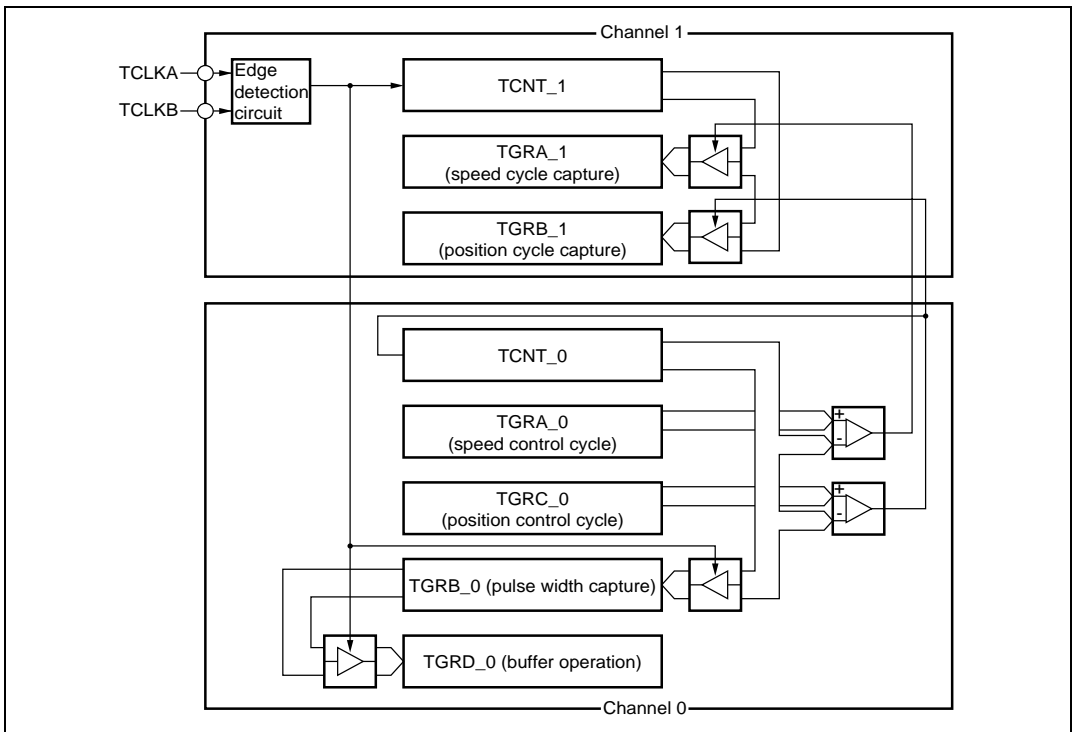 Channel 1
TCLKA
TCLKB
Edge
detection
circuit
TCNT_1
TGRA_1
(speed cycle capture)
TGRB_1
(position cycle capture)
TCNT_0
TGRA_0
(speed control cycle)
+
-
TGRC_0
(position control cycle)
+
-
TGRB_0 (pulse width capture)
TGRD_0 (buffer operation)
Channel 0